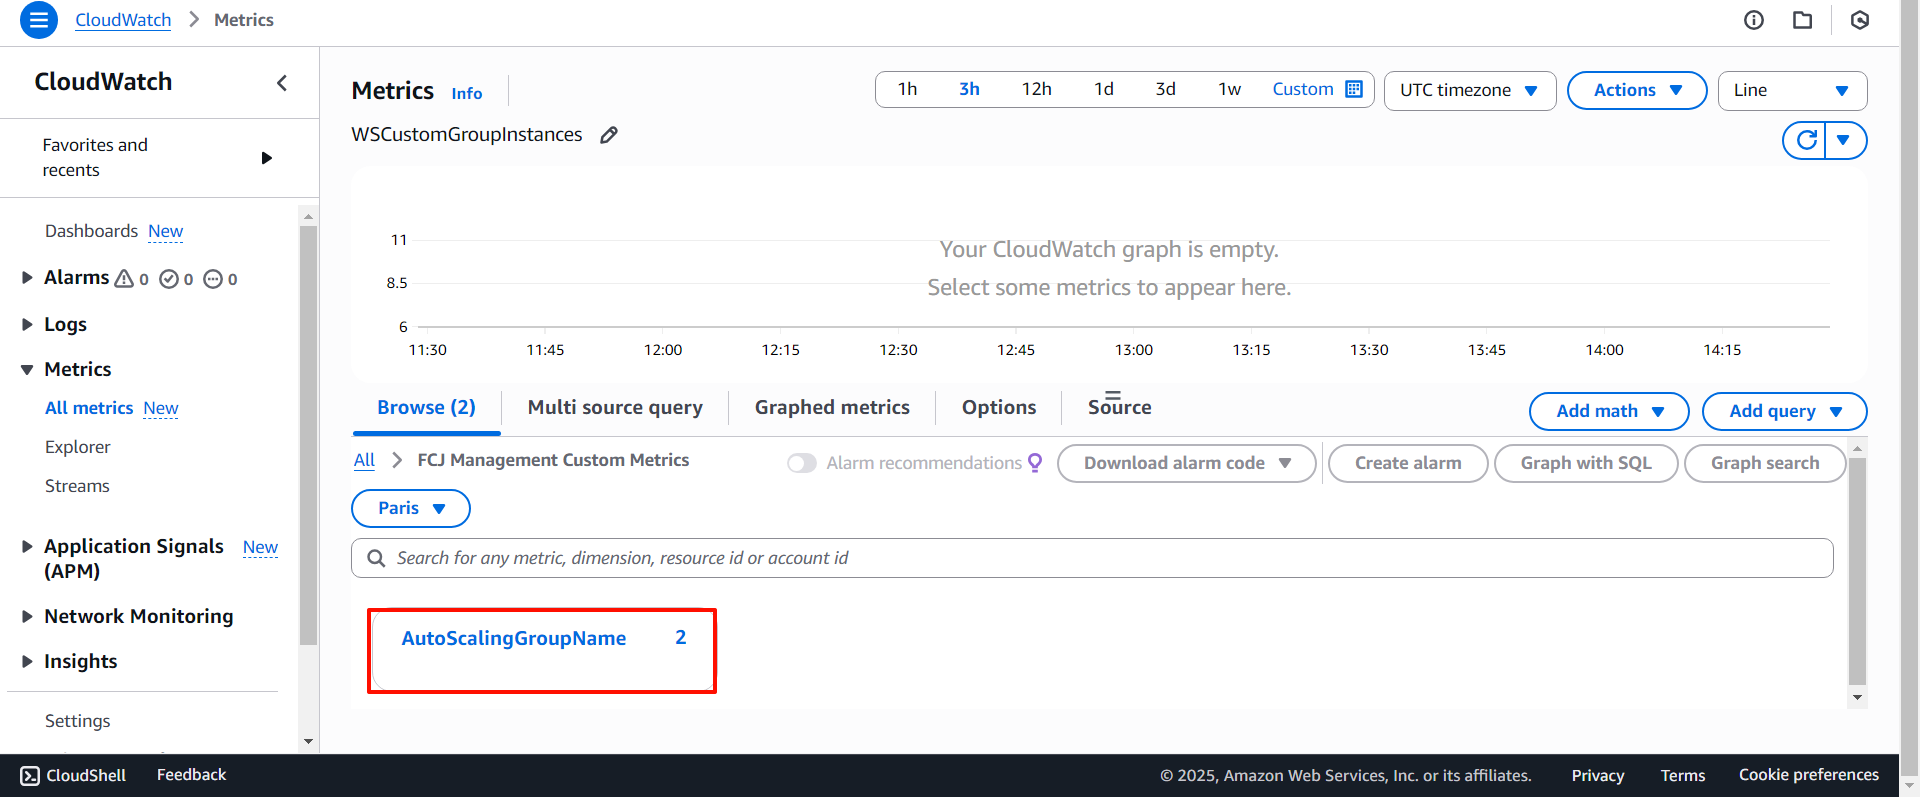 CloudWatch > Metrics
CloudWatch
Favorites and
recents
Dashboards New
Alarms 0 0 0
Logs
Metrics
All metrics New
Explorer
Streams
Application Signals New
(APM)
Network Monitoring
Insights
Settings
Metrics Info
1h 3h 12h 1d 3d 1w Custom
UTC timezone
Actions
Line
WSCustomGroupInstances
11
8.5
6
Your CloudWatch graph is empty.
Select some metrics to appear here.
11:30 11:45 12:00 12:15 12:30 12:45 13:00 13:15 13:30 13:45 14:00 14:15
Browse (2) Multi source query Graphed metrics Options Source
Add math Add query
All > FCJ Management Custom Metrics
Alarm recommendations Download alarm code Create alarm Graph with SQL Graph search
Paris
Search for any metric, dimension, resource id or account id
AutoScalingGroupName 2
CloudShell Feedback
© 2025, Amazon Web Services, Inc. or its affiliates. Privacy Terms Cookie preferences